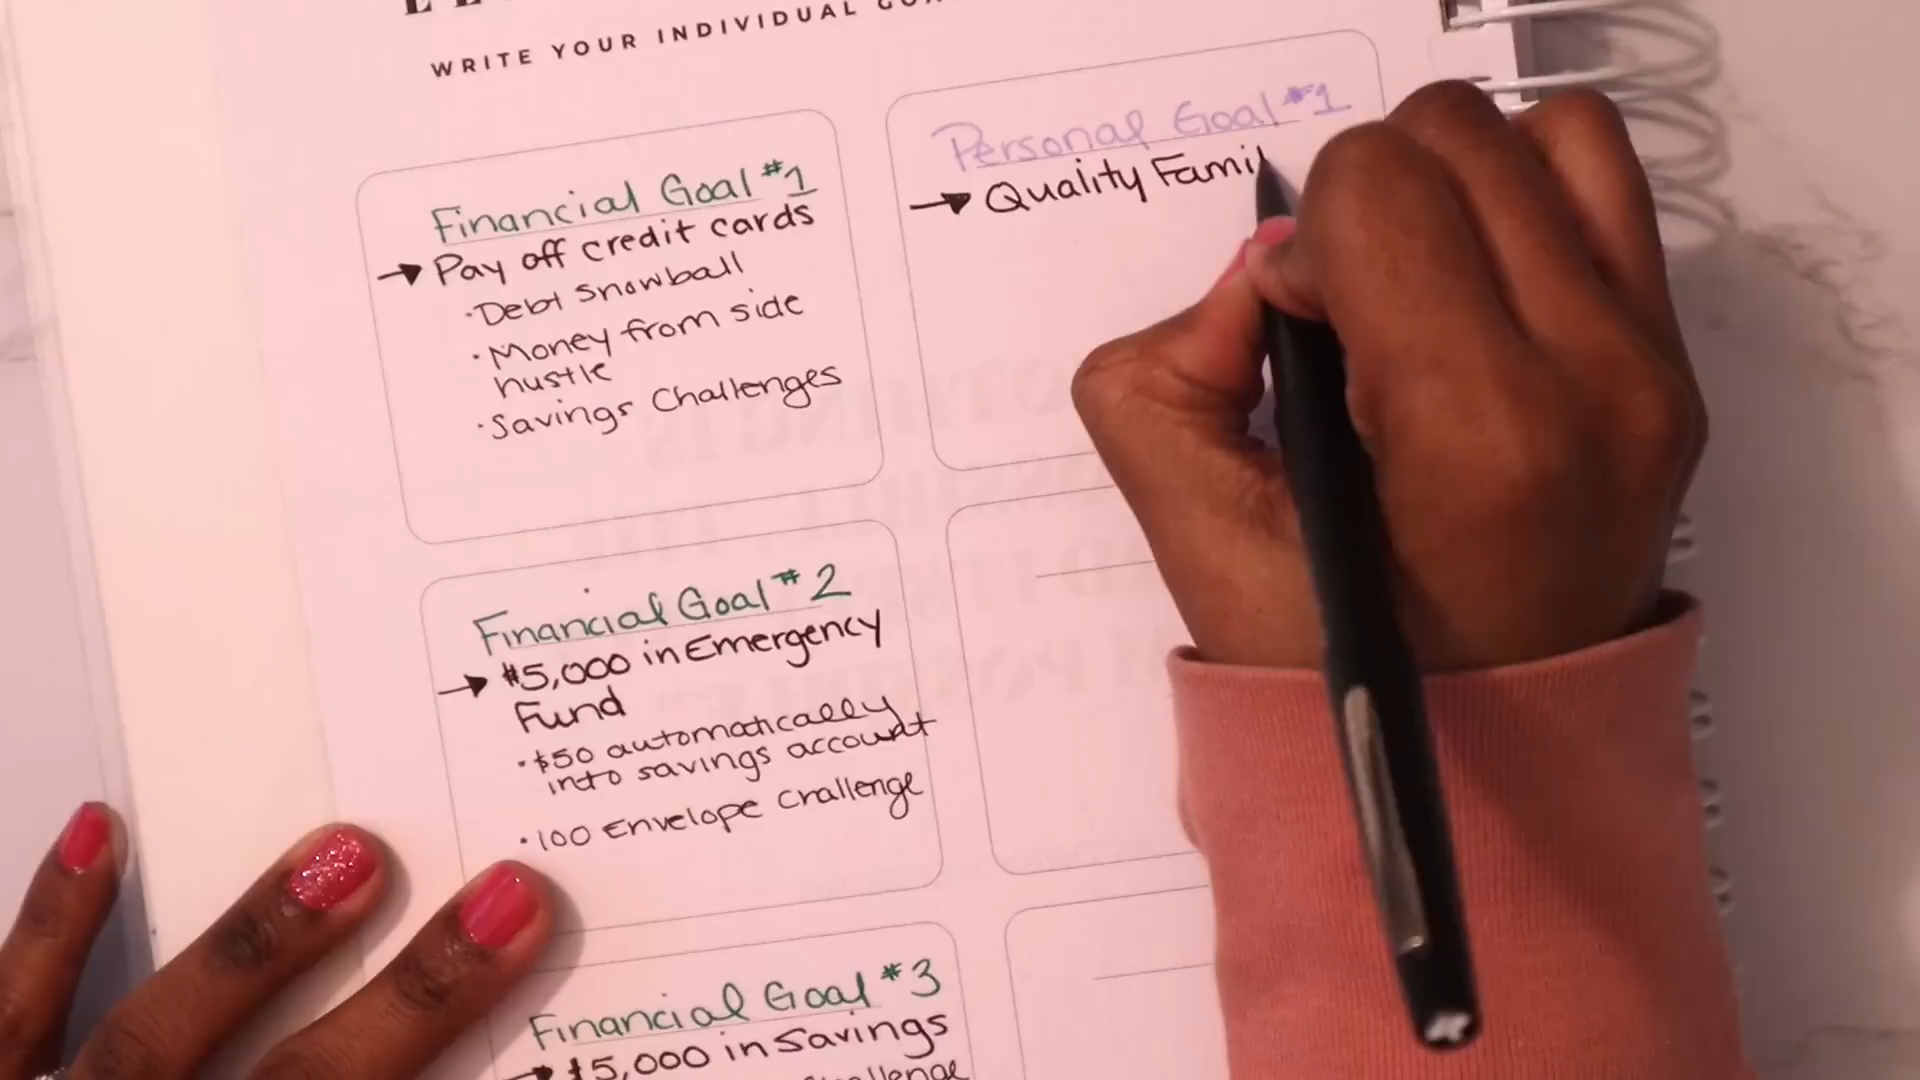 WRITE YOUR INDIVIDUAL
Financial Goal #1
→ Pay off credit cards
· Debt Snowball
· Money from side
hustle
· Savings Challenges
Financial Goal #2
→ $5,000 in Emergency
Fund
· $50 automatically
into savings account
· 100 Envelope Challenge
Financial Goal #3
→ $5,000 in Savings
Challenge
Personal Goal #1
→ Quality Famil